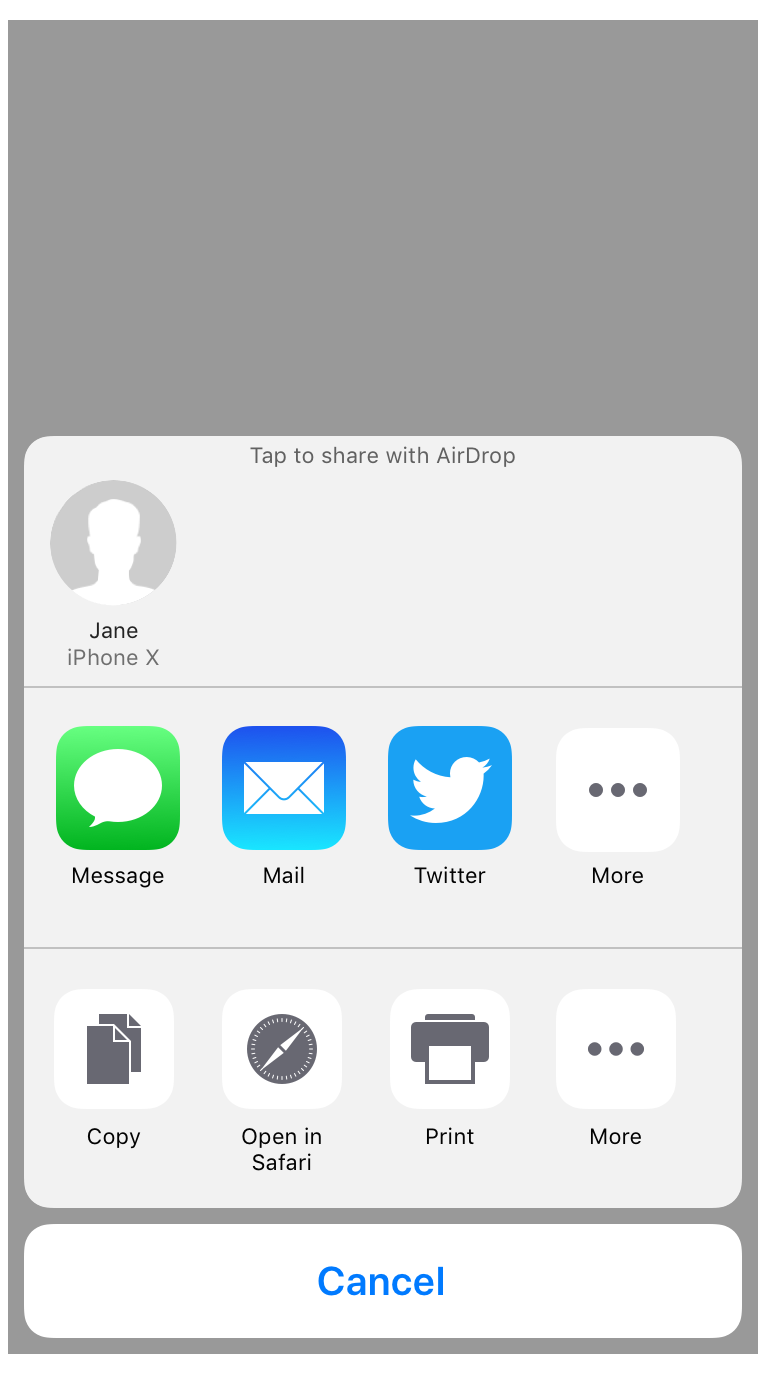 Tap to share with AirDrop
Jane
iPhone X
Message
Mail
Twitter
More
Copy
Open in
Safari
Print
More
Cancel